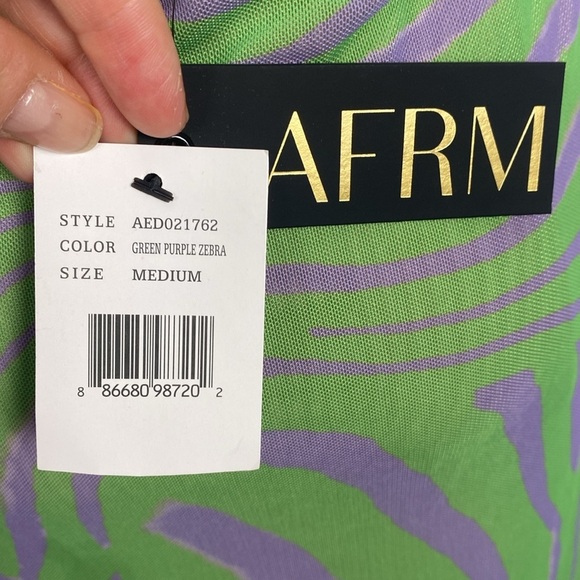 AFRM
STYLE AED021762
COLOR GREEN PURPLE ZEBRA
SIZE MEDIUM
8 86680 98720 2